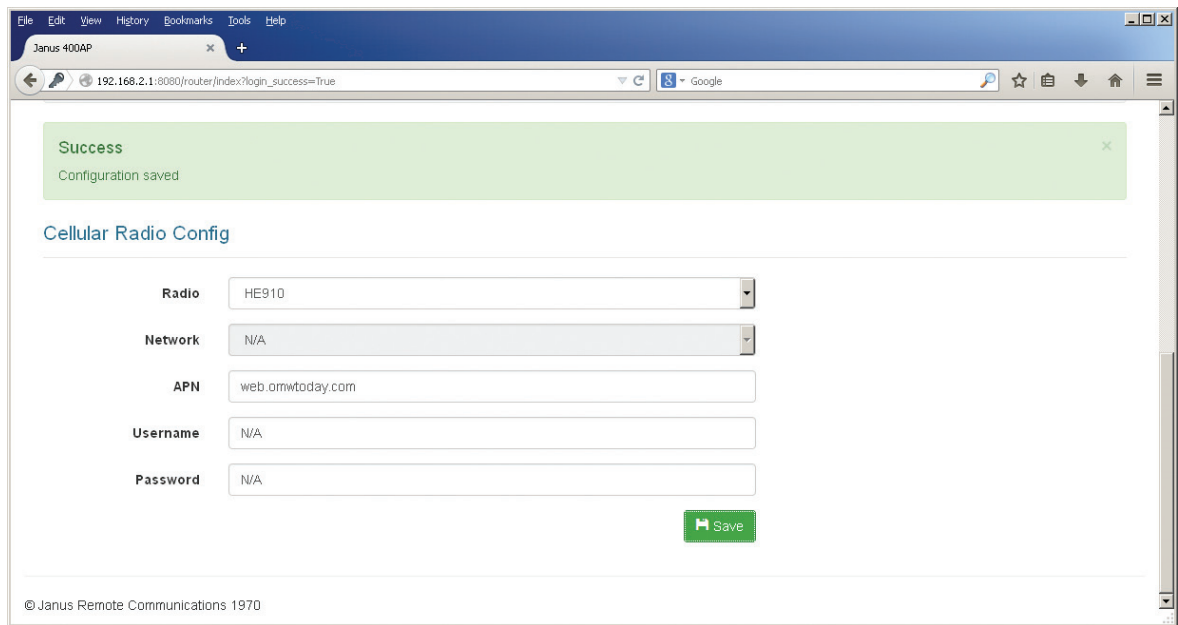 File Edit View History Bookmarks Tools Help
Janus 400AP
192.168.2.1:8080/router/index?login_success=True
Google
Success
Configuration saved
Cellular Radio Config
Radio HE910
Network N/A
APN web.omwtoday.com
Username N/A
Password N/A
Save
© Janus Remote Communications 1970